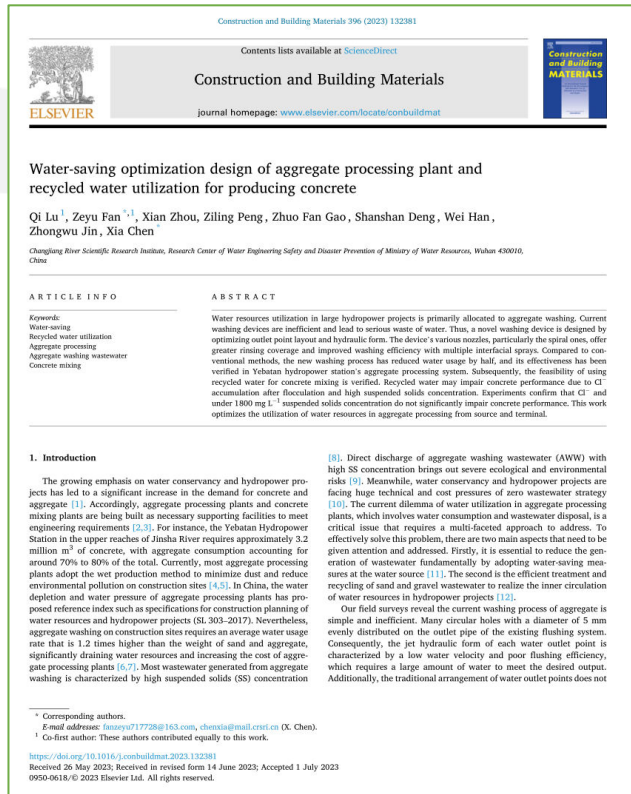 Construction and Building Materials 396 (2023) 132381
Contents lists available at ScienceDirect
Construction and Building Materials
journal homepage: www.elsevier.com/locate/conbuildmat
ELSEVIER
Construction
and Building
MATERIALS
Water-saving optimization design of aggregate processing plant and
recycled water utilization for producing concrete
Qi Lu 1, Zeyu Fan *,1, Xian Zhou, Ziling Peng, Zhuo Fan Gao, Shanshan Deng, Wei Han,
Zhongwu Jin, Xia Chen *
Changjiang River Scientific Research Institute, Research Center of Water Engineering Safety and Disaster Prevention of Ministry of Water Resources, Wuhan 430010,
China
ARTICLE INFO
Keywords:
Water-saving
Recycled water utilization
Aggregate processing
Aggregate washing wastewater
Concrete mixing
ABSTRACT
Water resources utilization in large hydropower projects is primarily allocated to aggregate washing. Current
washing devices are inefficient and lead to serious waste of water. Thus, a novel washing device is designed by
optimizing outlet point layout and hydraulic form. The device's various nozzles, particularly the spiral ones, offer
greater rinsing coverage and improved washing efficiency with multiple interfacial sprays. Compared to con-
ventional methods, the new washing process has reduced water usage by half, and its effectiveness has been
verified in Yebatan hydropower station's aggregate processing system. Subsequently, the feasibility of using
recycled water for concrete mixing is verified. Recycled water may impair concrete performance due to Cl−
accumulation after flocculation and high suspended solids concentration. Experiments confirm that Cl− and
under 1800 mg L−1 suspended solids concentration do not significantly impair concrete performance. This work
optimizes the utilization of water resources in aggregate processing from source and terminal.
1. Introduction
The growing emphasis on water conservancy and hydropower pro-
jects has led to a significant increase in the demand for concrete and
aggregate [1]. Accordingly, aggregate processing plants and concrete
mixing plants are being built as necessary supporting facilities to meet
engineering requirements [2,3]. For instance, the Yebatan Hydropower
Station in the upper reaches of Jinsha River requires approximately 3.2
million m3 of concrete, with aggregate consumption accounting for
around 70% to 80% of the total. Currently, most aggregate processing
plants adopt the wet production method to minimize dust and reduce
environmental pollution on construction sites [4,5]. In China, the water
depletion and water pressure of aggregate processing plants has pro-
posed reference index such as specifications for construction planning of
water resources and hydropower projects (SL 303–2017). Nevertheless,
aggregate washing on construction sites requires an average water usage
rate that is 1.2 times higher than the weight of sand and aggregate,
significantly draining water resources and increasing the cost of aggre-
gate processing plants [6,7]. Most wastewater generated from aggregate
washing is characterized by high suspended solids (SS) concentration
[8]. Direct discharge of aggregate washing wastewater (AWW) with
high SS concentration brings out severe ecological and environmental
risks [9]. Meanwhile, water conservancy and hydropower projects are
facing huge technical and cost pressures of zero wastewater strategy
[10]. The current dilemma of water utilization in aggregate processing
plants, which involves water consumption and wastewater disposal, is a
critical issue that requires a multi-faceted approach to address. To
effectively solve this problem, there are two main aspects that need to be
given attention and addressed. Firstly, it is essential to reduce the gen-
eration of wastewater fundamentally by adopting water-saving mea-
sures at the water source [11]. The second is the efficient treatment and
recycling of sand and gravel wastewater to realize the inner circulation
of water resources in hydropower projects [12].
Our field surveys reveal the current washing process of aggregate is
simple and inefficient. Many circular holes with a diameter of 5 mm
evenly distributed on the outlet pipe of the existing flushing system.
Consequently, the jet hydraulic form of each water outlet point is
characterized by a low water velocity and poor flushing efficiency,
which requires a large amount of water to meet the desired output.
Additionally, the traditional arrangement of water outlet points does not
* Corresponding authors.
E-mail addresses: fanzeyu717728@163.com, chenxia@mail.crsri.cn (X. Chen).
1 Co-first author: These authors contributed equally to this work.
https://doi.org/10.1016/j.conbuildmat.2023.132381
Received 26 May 2023; Received in revised form 14 June 2023; Accepted 1 July 2023
0950-0618/© 2023 Elsevier Ltd. All rights reserved.